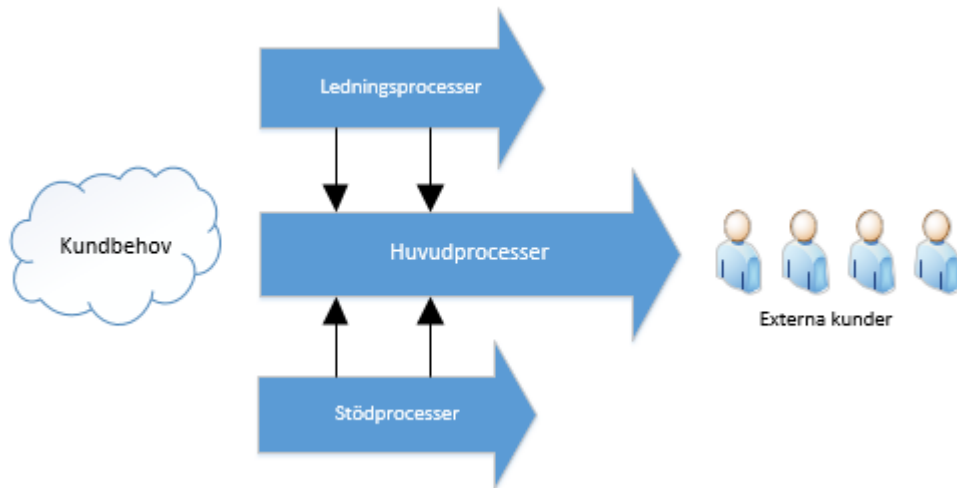 Ledningsprocesser
Kundbehov
Huvudprocesser
Externa kunder
Stödprocesser